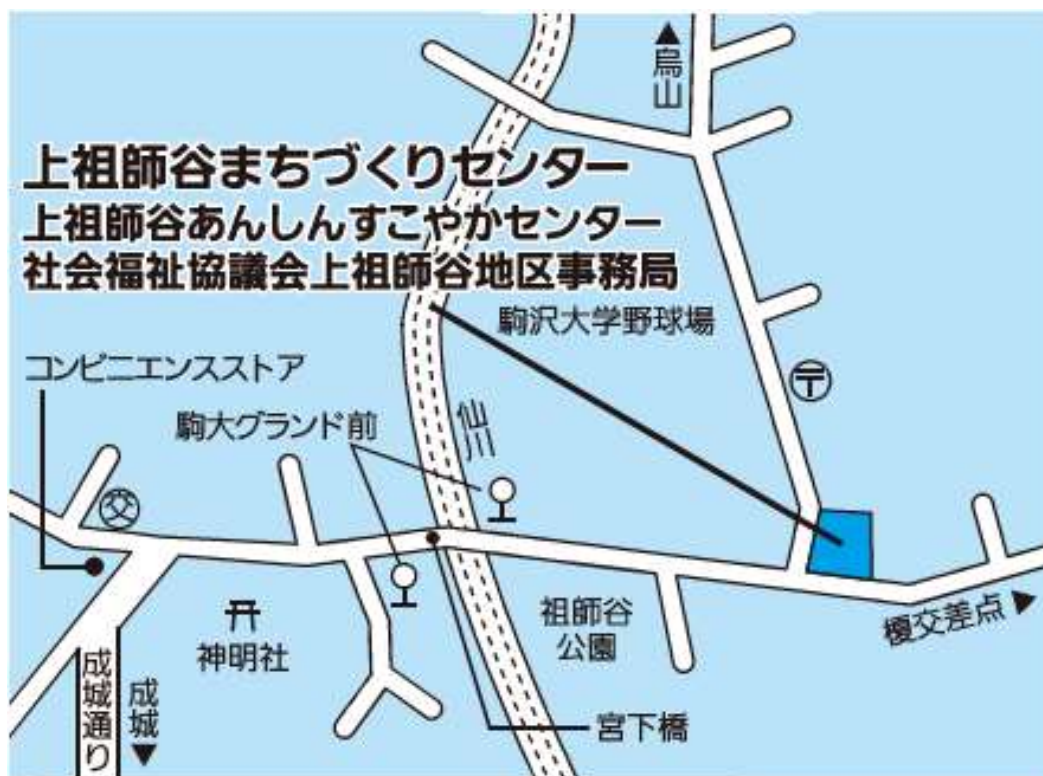 ▲烏山
上祖師谷まちづくりセンター
上祖師谷あんしんすこやかセンター
社会福祉協議会上祖師谷地区事務局
駒沢大学野球場
コンビニエンスストア
駒大グランド前
仙川
〒
交
祖師谷
公園
榎交差点▶
神明社
成城通り
成城▼
宮下橋